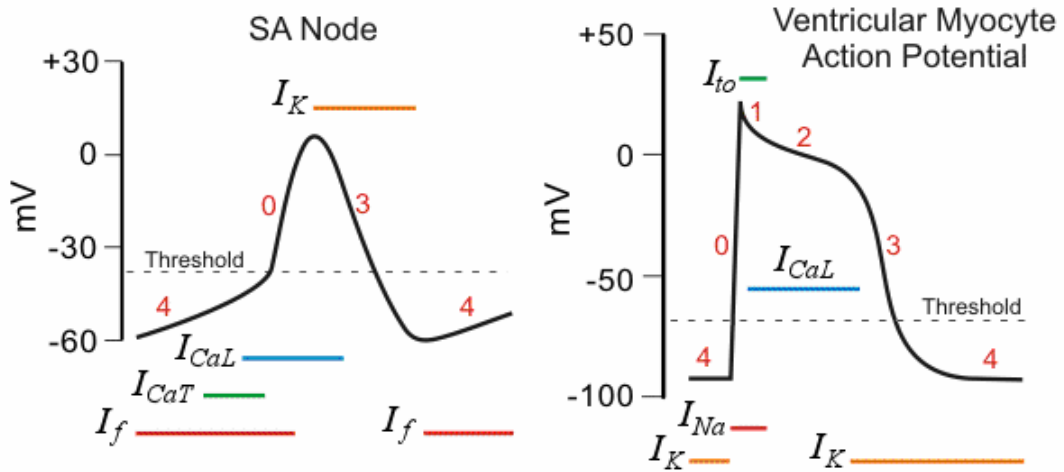 SA Node
+30
0
-30
-60
mV
I_K
0
3
Threshold
4
4
I_CaL
I_CaT
I_f
I_f
Ventricular Myocyte
Action Potential
+50
0
-50
-100
mV
I_to
1
2
0
3
I_CaL
Threshold
4
4
I_Na
I_K
I_K